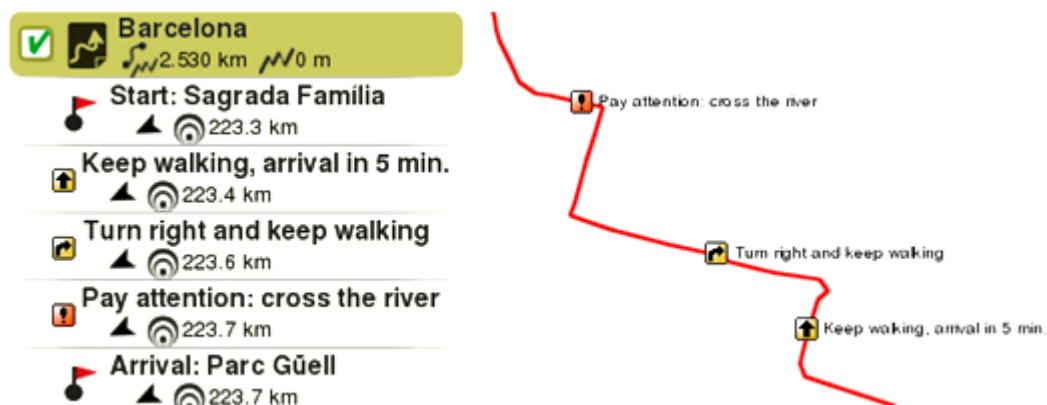 Barcelona
2.530 km 0 m
Start: Sagrada Família
223.3 km
Keep walking, arrival in 5 min.
223.4 km
Turn right and keep walking
223.6 km
Pay attention: cross the river
223.7 km
Arrival: Parc Güell
223.7 km
Pay attention: cross the river
Turn right and keep walking
Keep walking, arrival in 5 min.